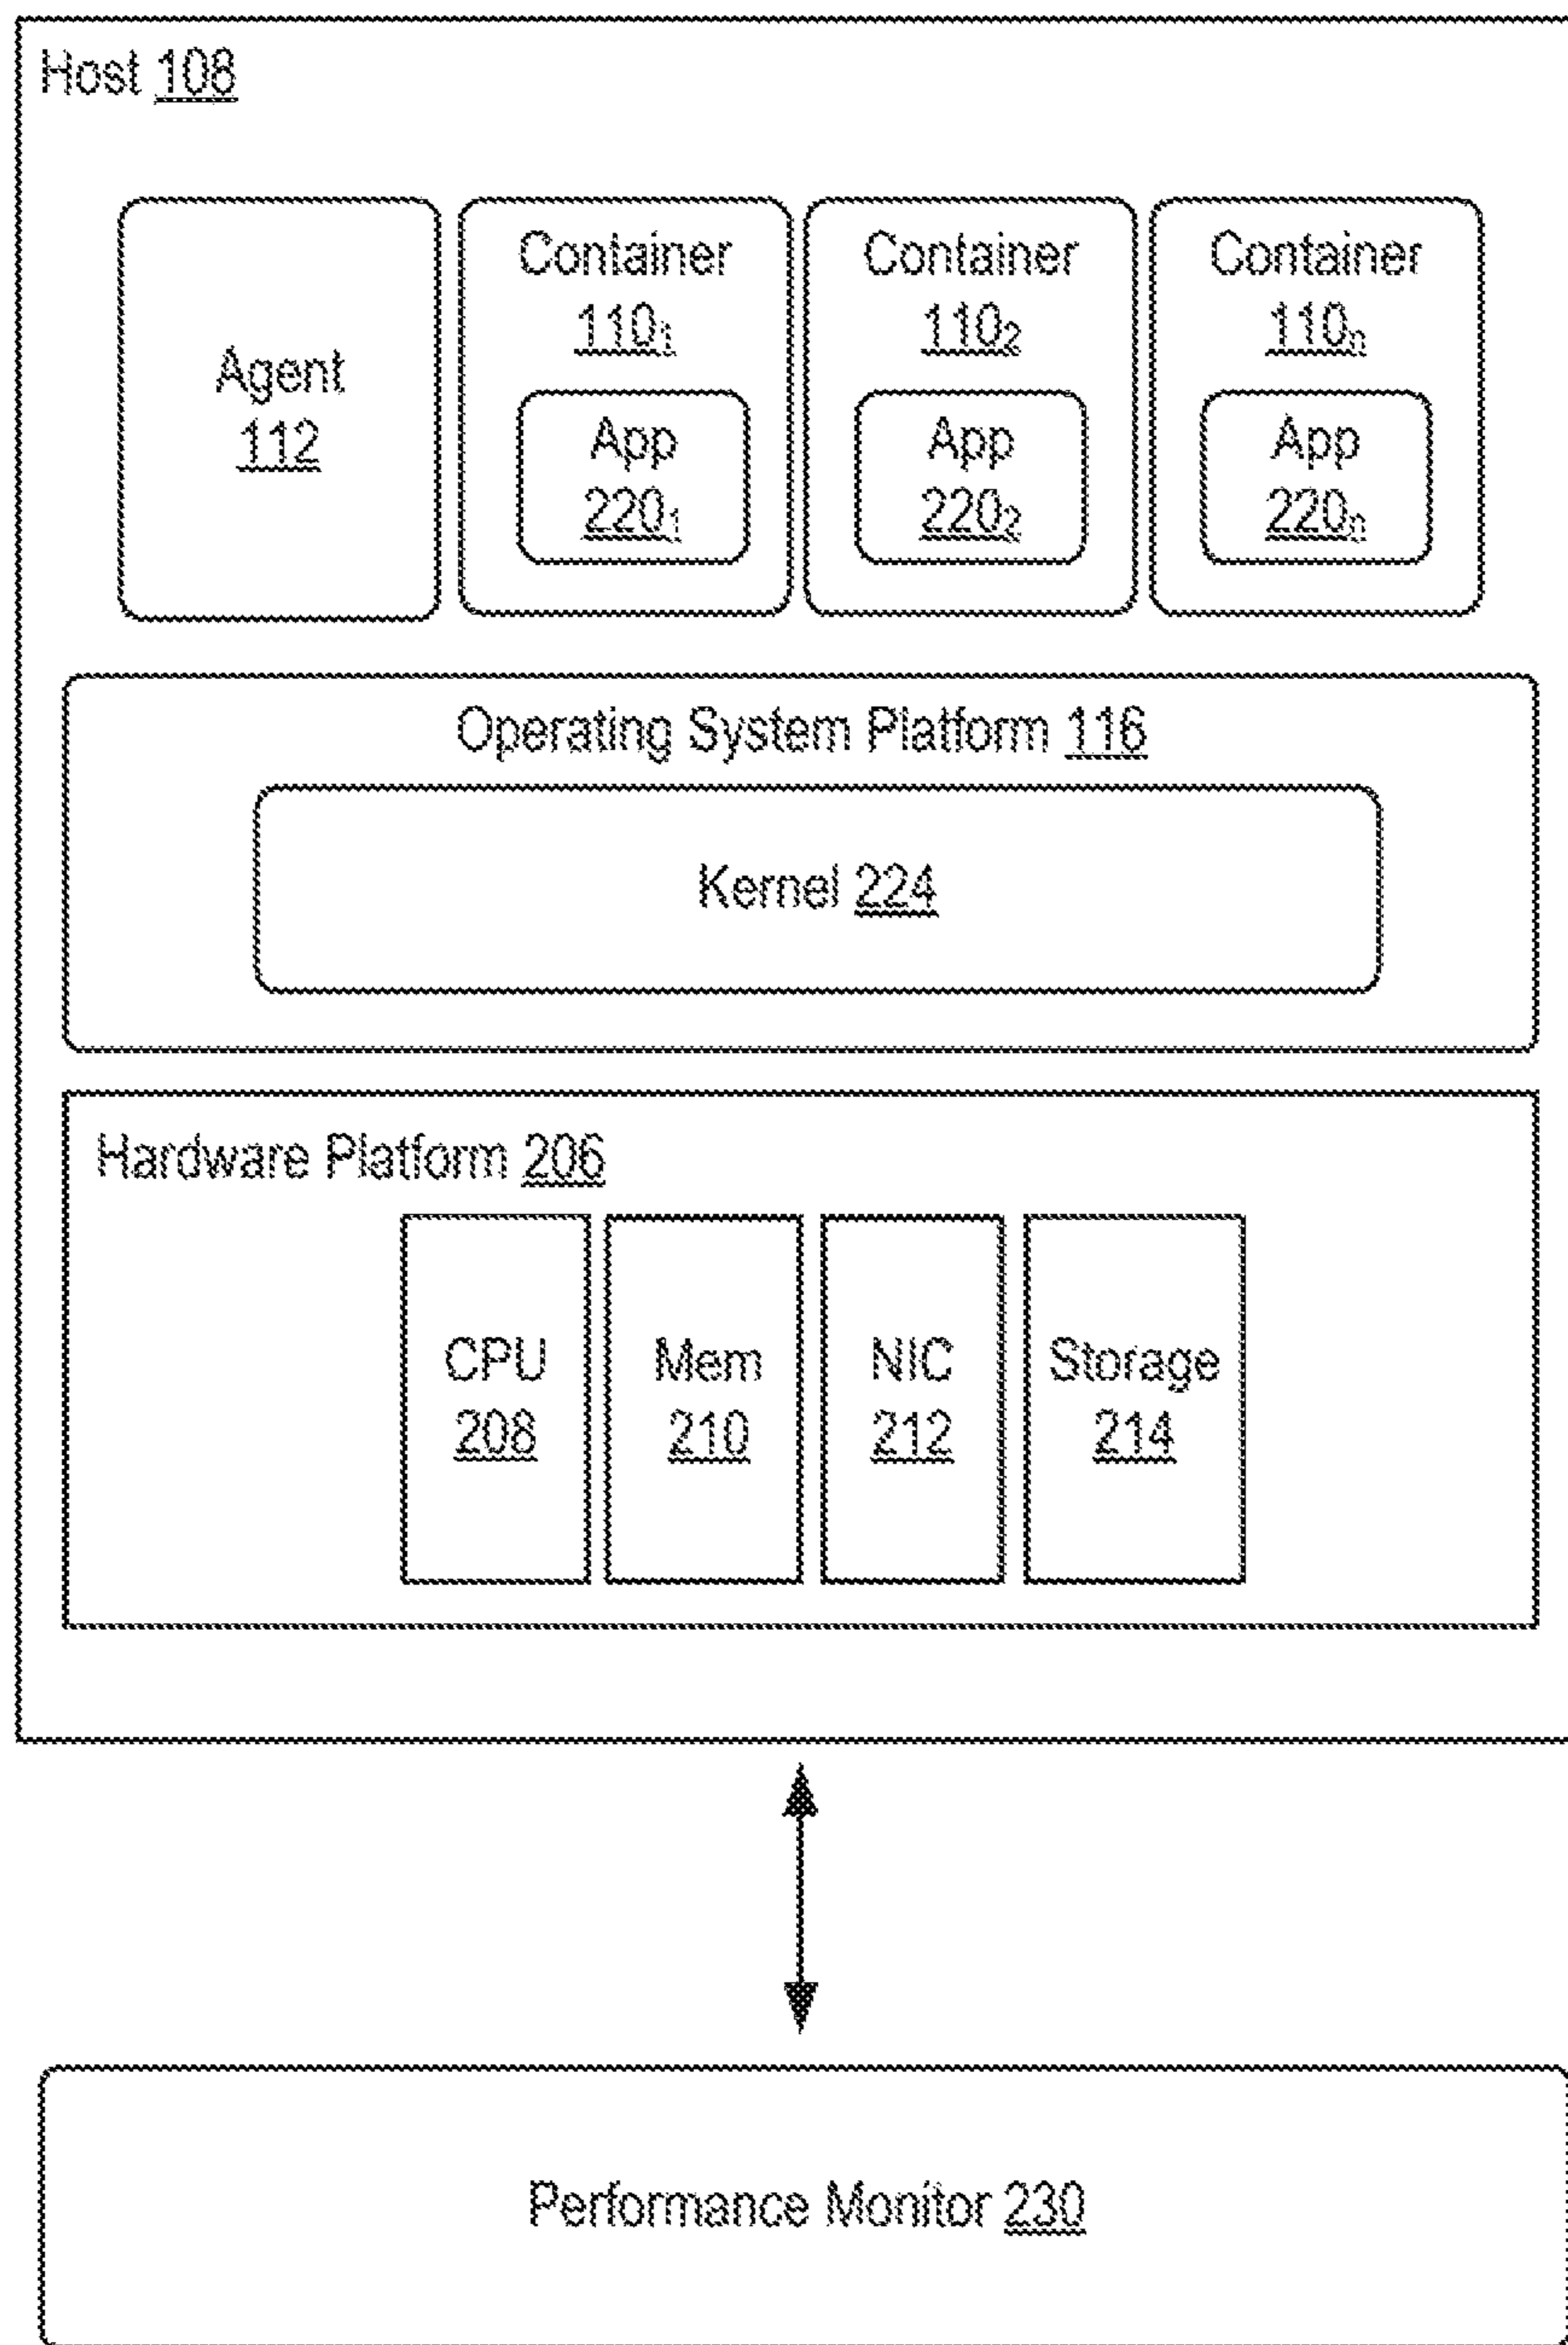 Host 108
Agent
112
Container
110₁
App
220₁
Container
110₂
App
220₂
Container
110ₙ
App
220ₙ
Operating System Platform 116
Kernel 224
Hardware Platform 206
CPU
208
Mem
210
NIC
212
Storage
214
Performance Monitor 230